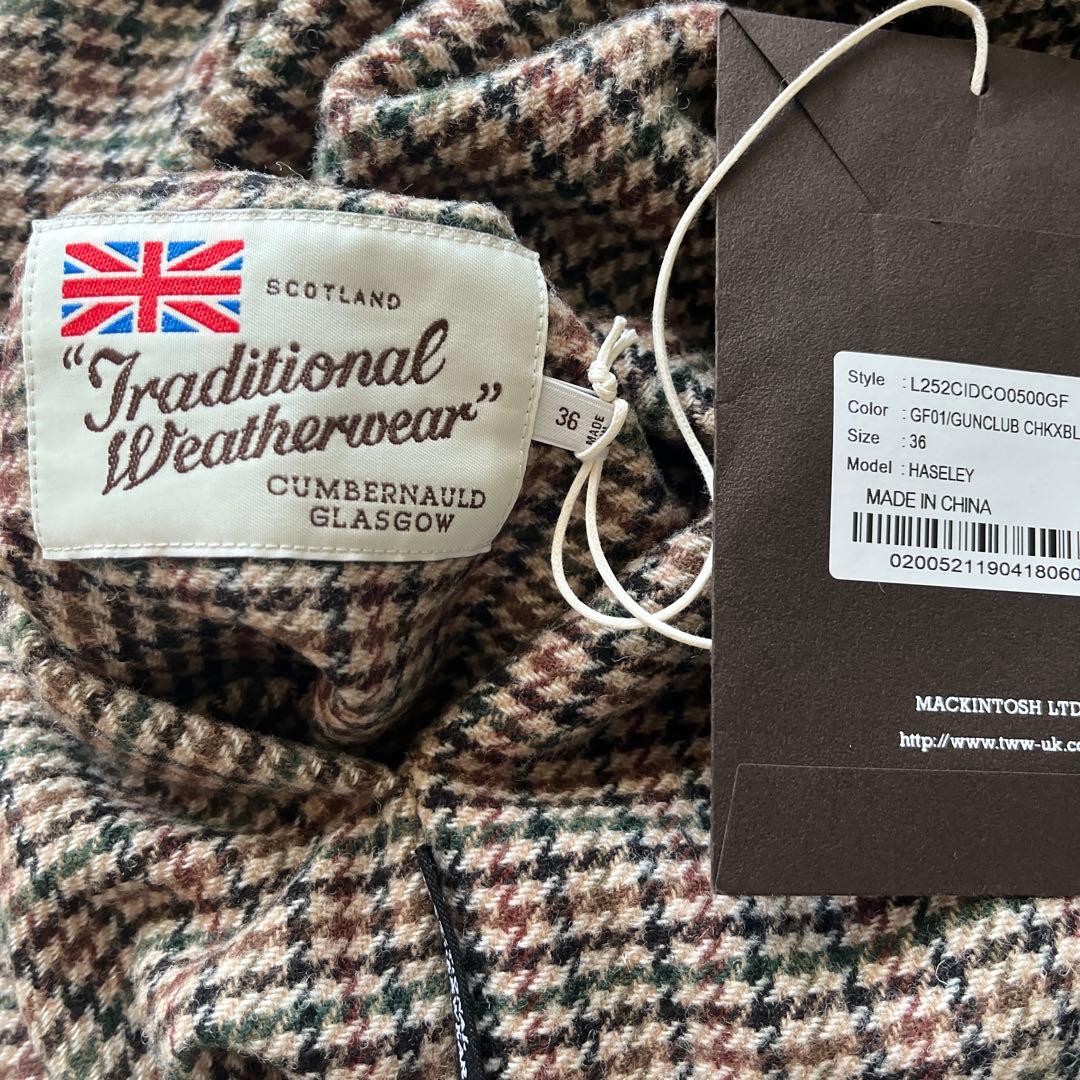 SCOTLAND
"Traditional
Weatherwear"
CUMBERNAULD
GLASGOW
36
MADE
Style : L252CIDCO0500GF
Color : GF01/GUNCLUB CHKXBL
Size : 36
Model : HASELEY
MADE IN CHINA
0200521190418060
MACKINTOSH LTD
http://www.tww-uk.co